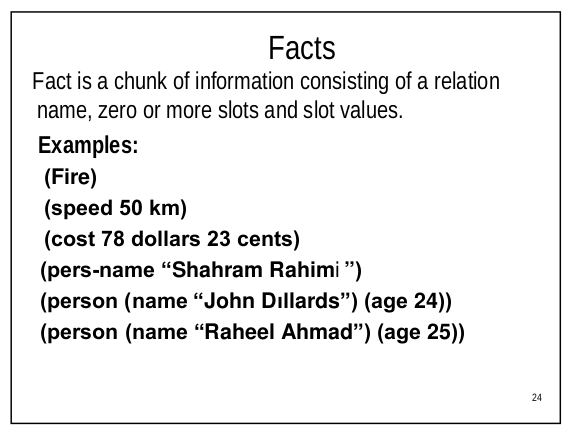 Facts
Fact is a chunk of information consisting of a relation
name, zero or more slots and slot values.
Examples:
(Fire)
(speed 50 km)
(cost 78 dollars 23 cents)
(pers-name “Shahram Rahimi ”)
(person (name “John Dıllards”) (age 24))
(person (name “Raheel Ahmad”) (age 25))
24